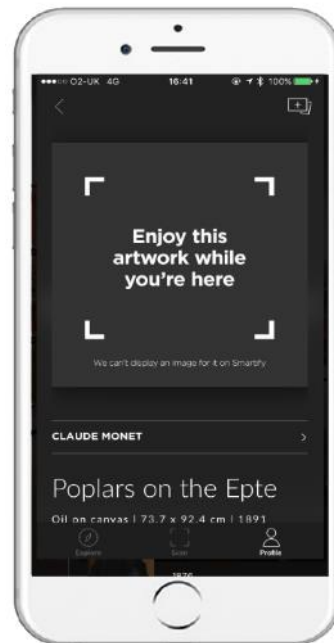 O2-UK 4G 16:41 100%
Enjoy this
artwork while
you're here
We can't display an image for it on Smartify
CLAUDE MONET
Poplars on the Epte
Oil on canvas | 73.7 x 92.4 cm | 1891
Explore Scan Profile
1876